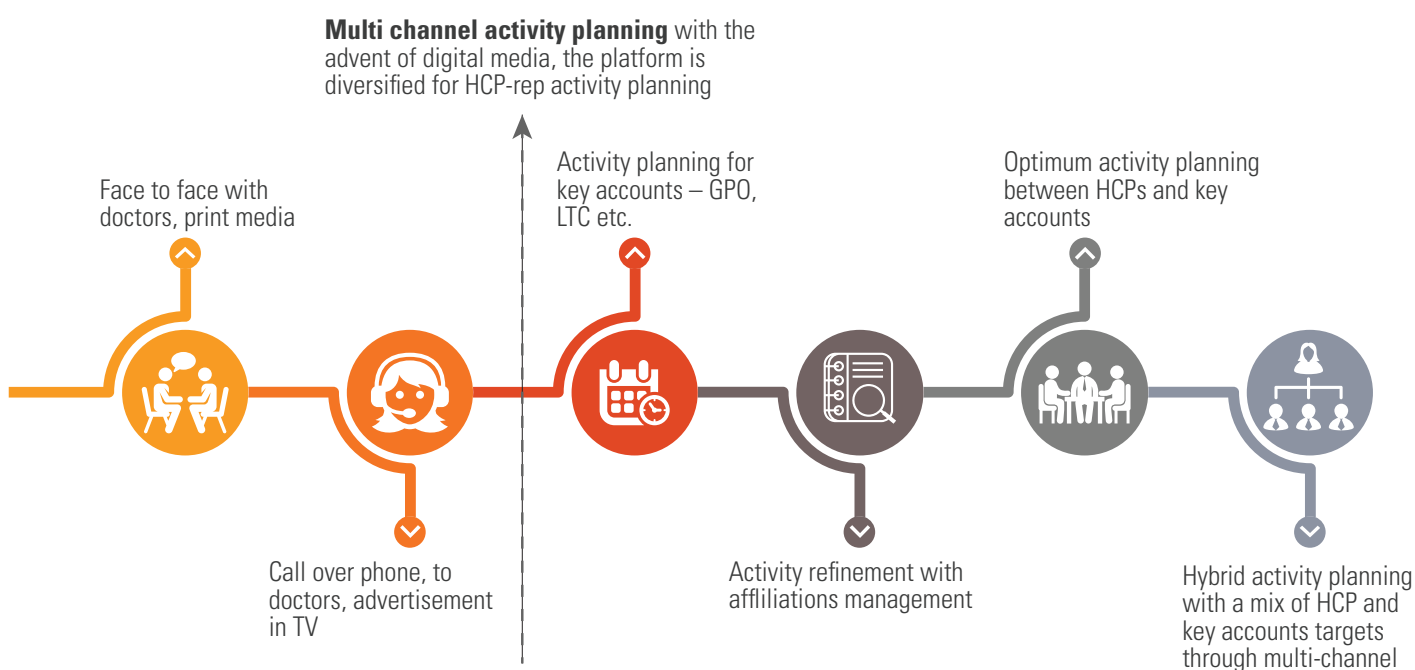 Multi channel activity planning with the
advent of digital media, the platform is
diversified for HCP-rep activity planning
Face to face with
doctors, print media
Activity planning for
key accounts – GPO,
LTC etc.
Optimum activity planning
between HCPs and key
accounts
Call over phone, to
doctors, advertisement
in TV
Activity refinement with
affliliations management
Hybrid activity planning
with a mix of HCP and
key accounts targets
through multi-channel